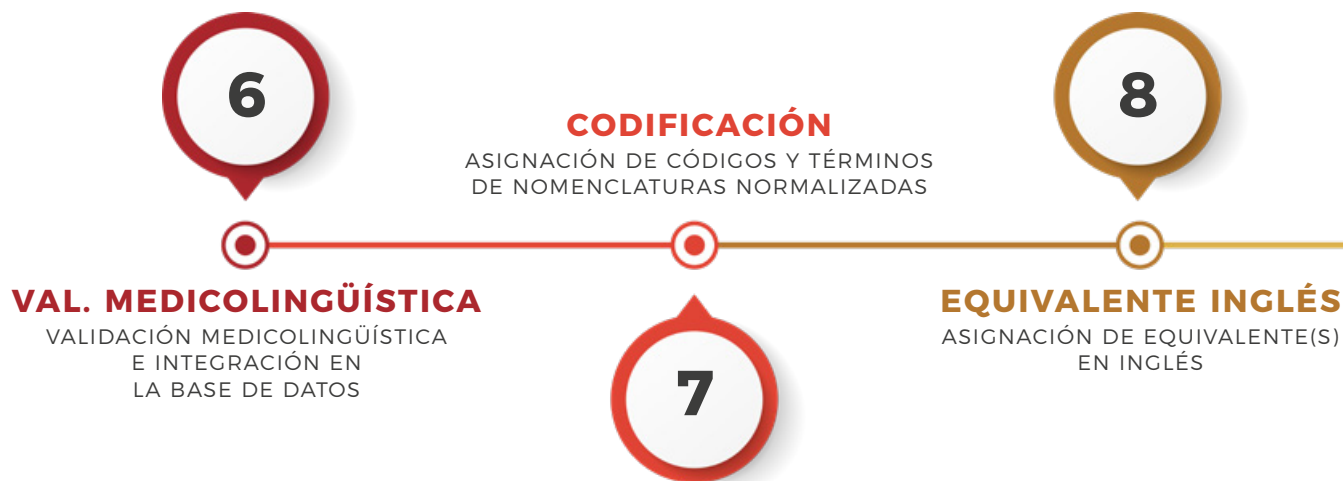 6
VAL. MEDICOLINGÜÍSTICA
VALIDACIÓN MEDICOLINGÜÍSTICA
E INTEGRACIÓN EN
LA BASE DE DATOS
CODIFICACIÓN
ASIGNACIÓN DE CÓDIGOS Y TÉRMINOS
DE NOMENCLATURAS NORMALIZADAS
7
8
EQUIVALENTE INGLÉS
ASIGNACIÓN DE EQUIVALENTE(S)
EN INGLÉS